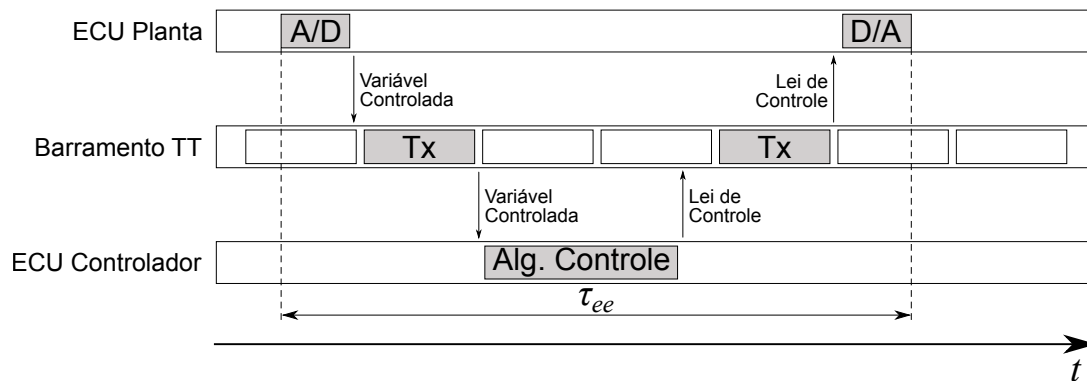 ECU Planta
A/D
D/A
Variável
Controlada
Lei de
Controle
Barramento TT
Tx
Tx
Variável
Controlada
Lei de
Controle
ECU Controlador
Alg. Controle
τee
t